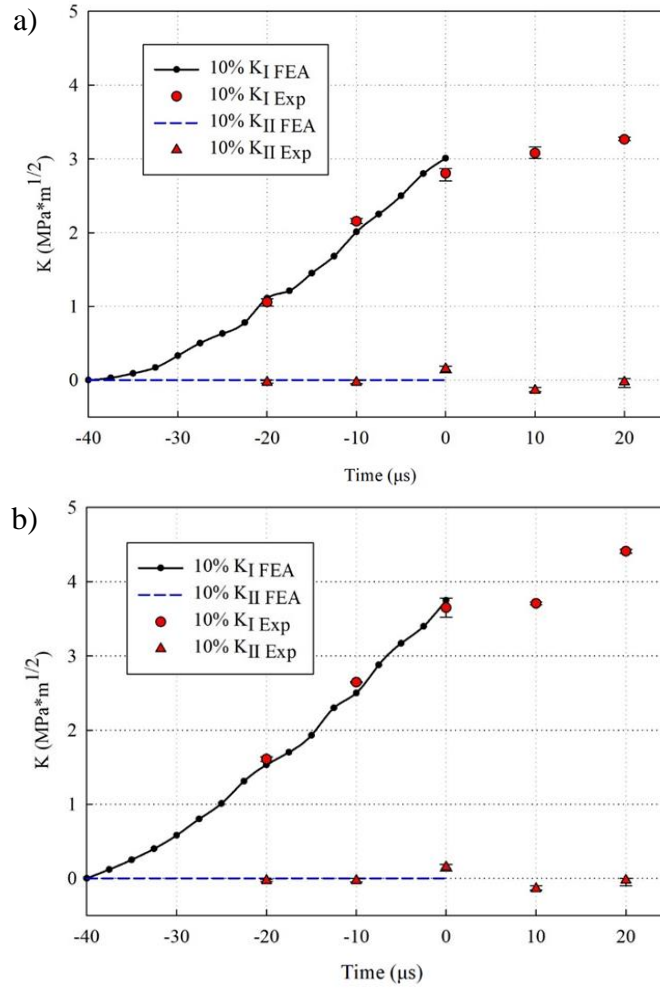 a)
5
4
3
2
1
0
K (MPa*m1/2)
10% KI FEA
10% KI Exp
10% KII FEA
10% KII Exp
-40 -30 -20 -10 0 10 20
Time (µs)
b)
5
4
3
2
1
0
K (MPa*m1/2)
10% KI FEA
10% KII FEA
10% KI Exp
10% KII Exp
-40 -30 -20 -10 0 10 20
Time (µs)